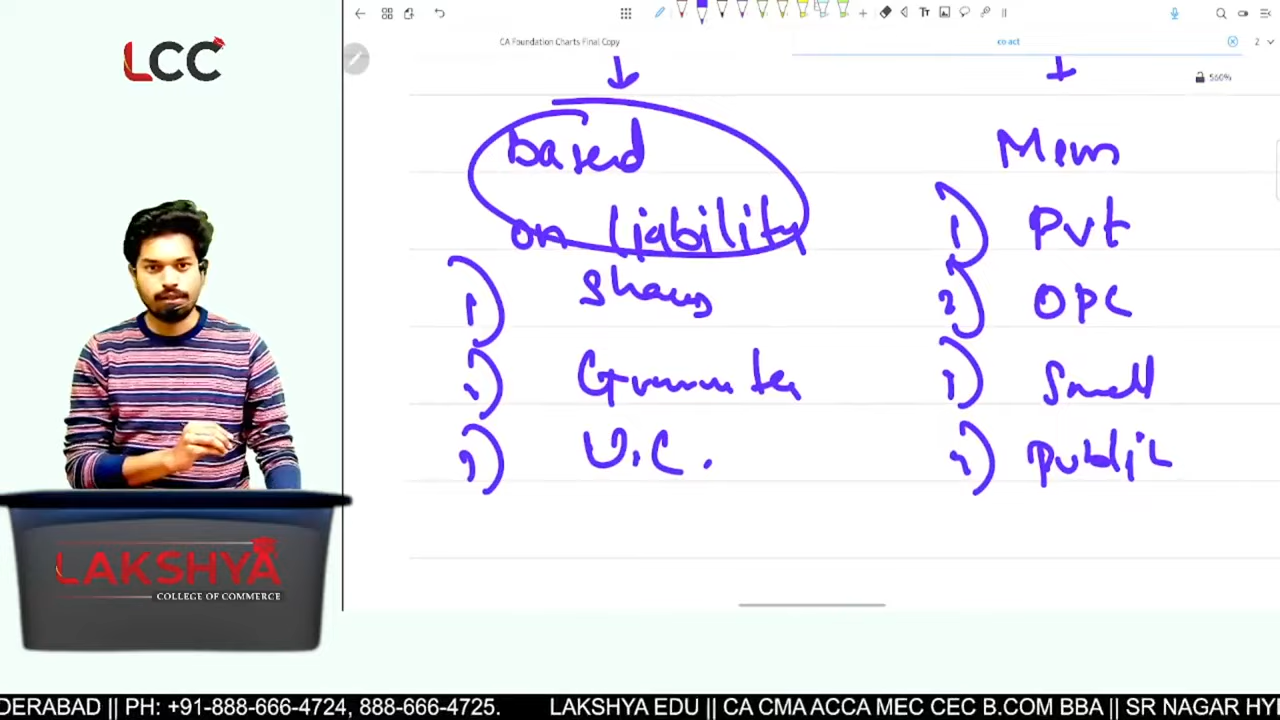 LCC
CA Foundation Charts Final Copy
co act
2
560%
based
on liability
1) Shares
2)
3) U.C.
Mem
1) Pvt
2) OPC
3) Small
4) Public
LAKSHYA
COLLEGE OF COMMERCE
DERABAD || PH: +91-888-666-4724, 888-666-4725. LAKSHYA EDU || CA CMA ACCA MEC CEC B.COM BBA || SR NAGAR HY